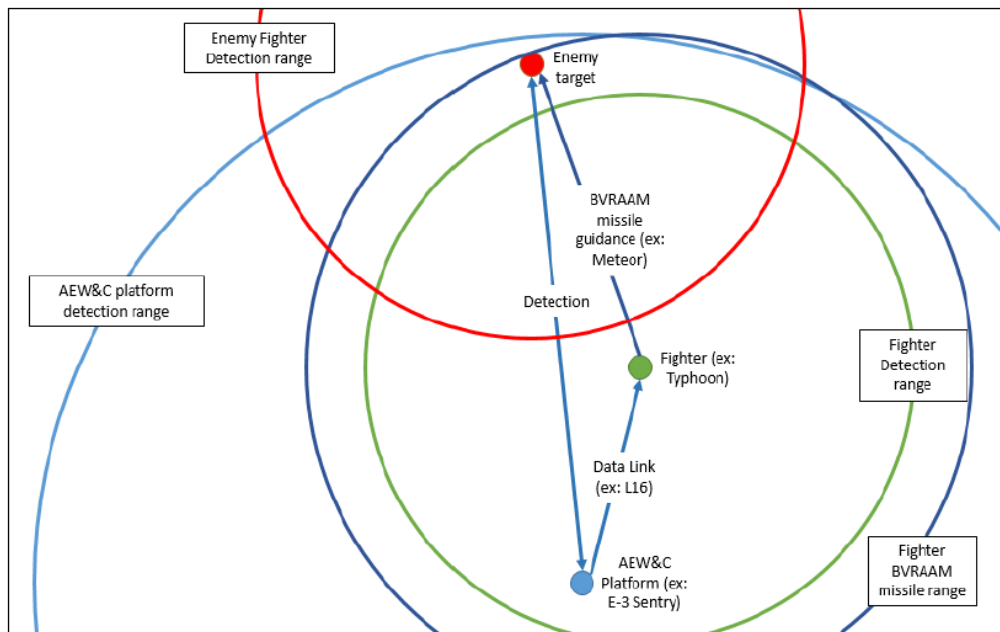 Enemy Fighter
Detection range
Enemy
target
BVRAAM
missile
guidance (ex:
Meteor)
AEW&C platform
detection range
Detection
Fighter (ex:
Typhoon)
Fighter
Detection
range
Data Link
(ex: L16)
AEW&C
Platform (ex:
E-3 Sentry)
Fighter
BVRAAM
missile range